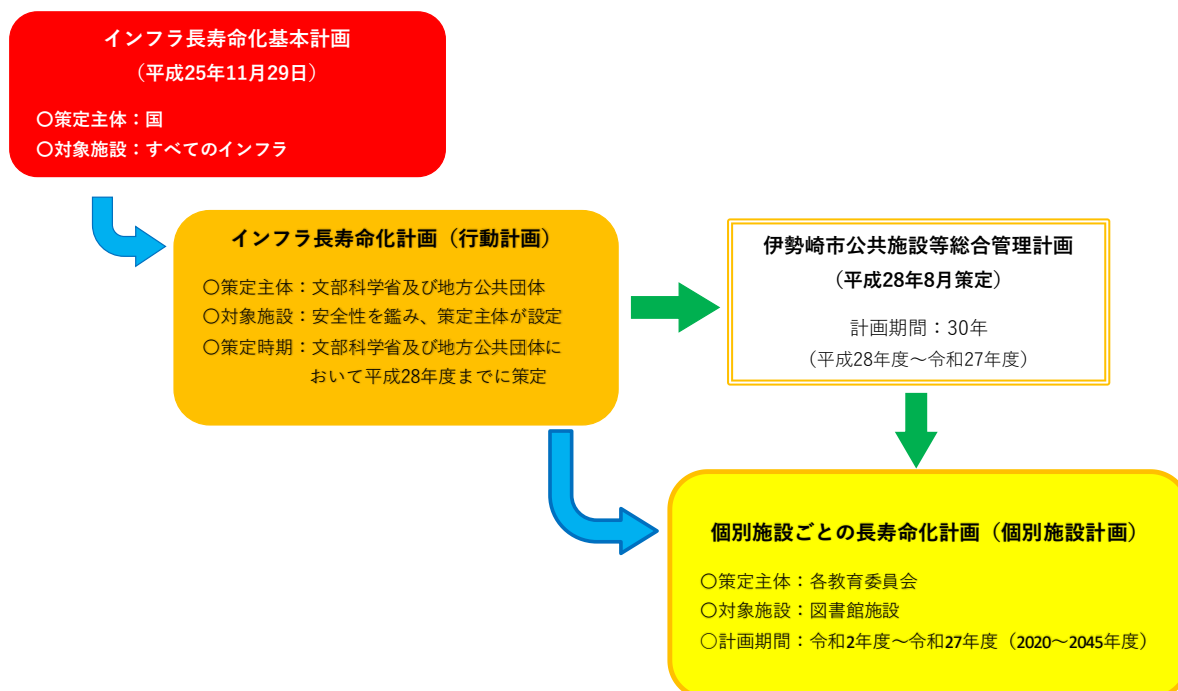 インフラ長寿命化基本計画
（平成25年11月29日）
〇策定主体：国
〇対象施設：すべてのインフラ
インフラ長寿命化計画（行動計画）
〇策定主体：文部科学省及び地方公共団体
〇対象施設：安全性を鑑み、策定主体が設定
〇策定時期：文部科学省及び地方公共団体に
おいて平成28年度までに策定
伊勢崎市公共施設等総合管理計画
（平成28年8月策定）
計画期間：30年
（平成28年度～令和27年度）
個別施設ごとの長寿命化計画（個別施設計画）
〇策定主体：各教育委員会
〇対象施設：図書館施設
〇計画期間：令和2年度～令和27年度（2020～2045年度）